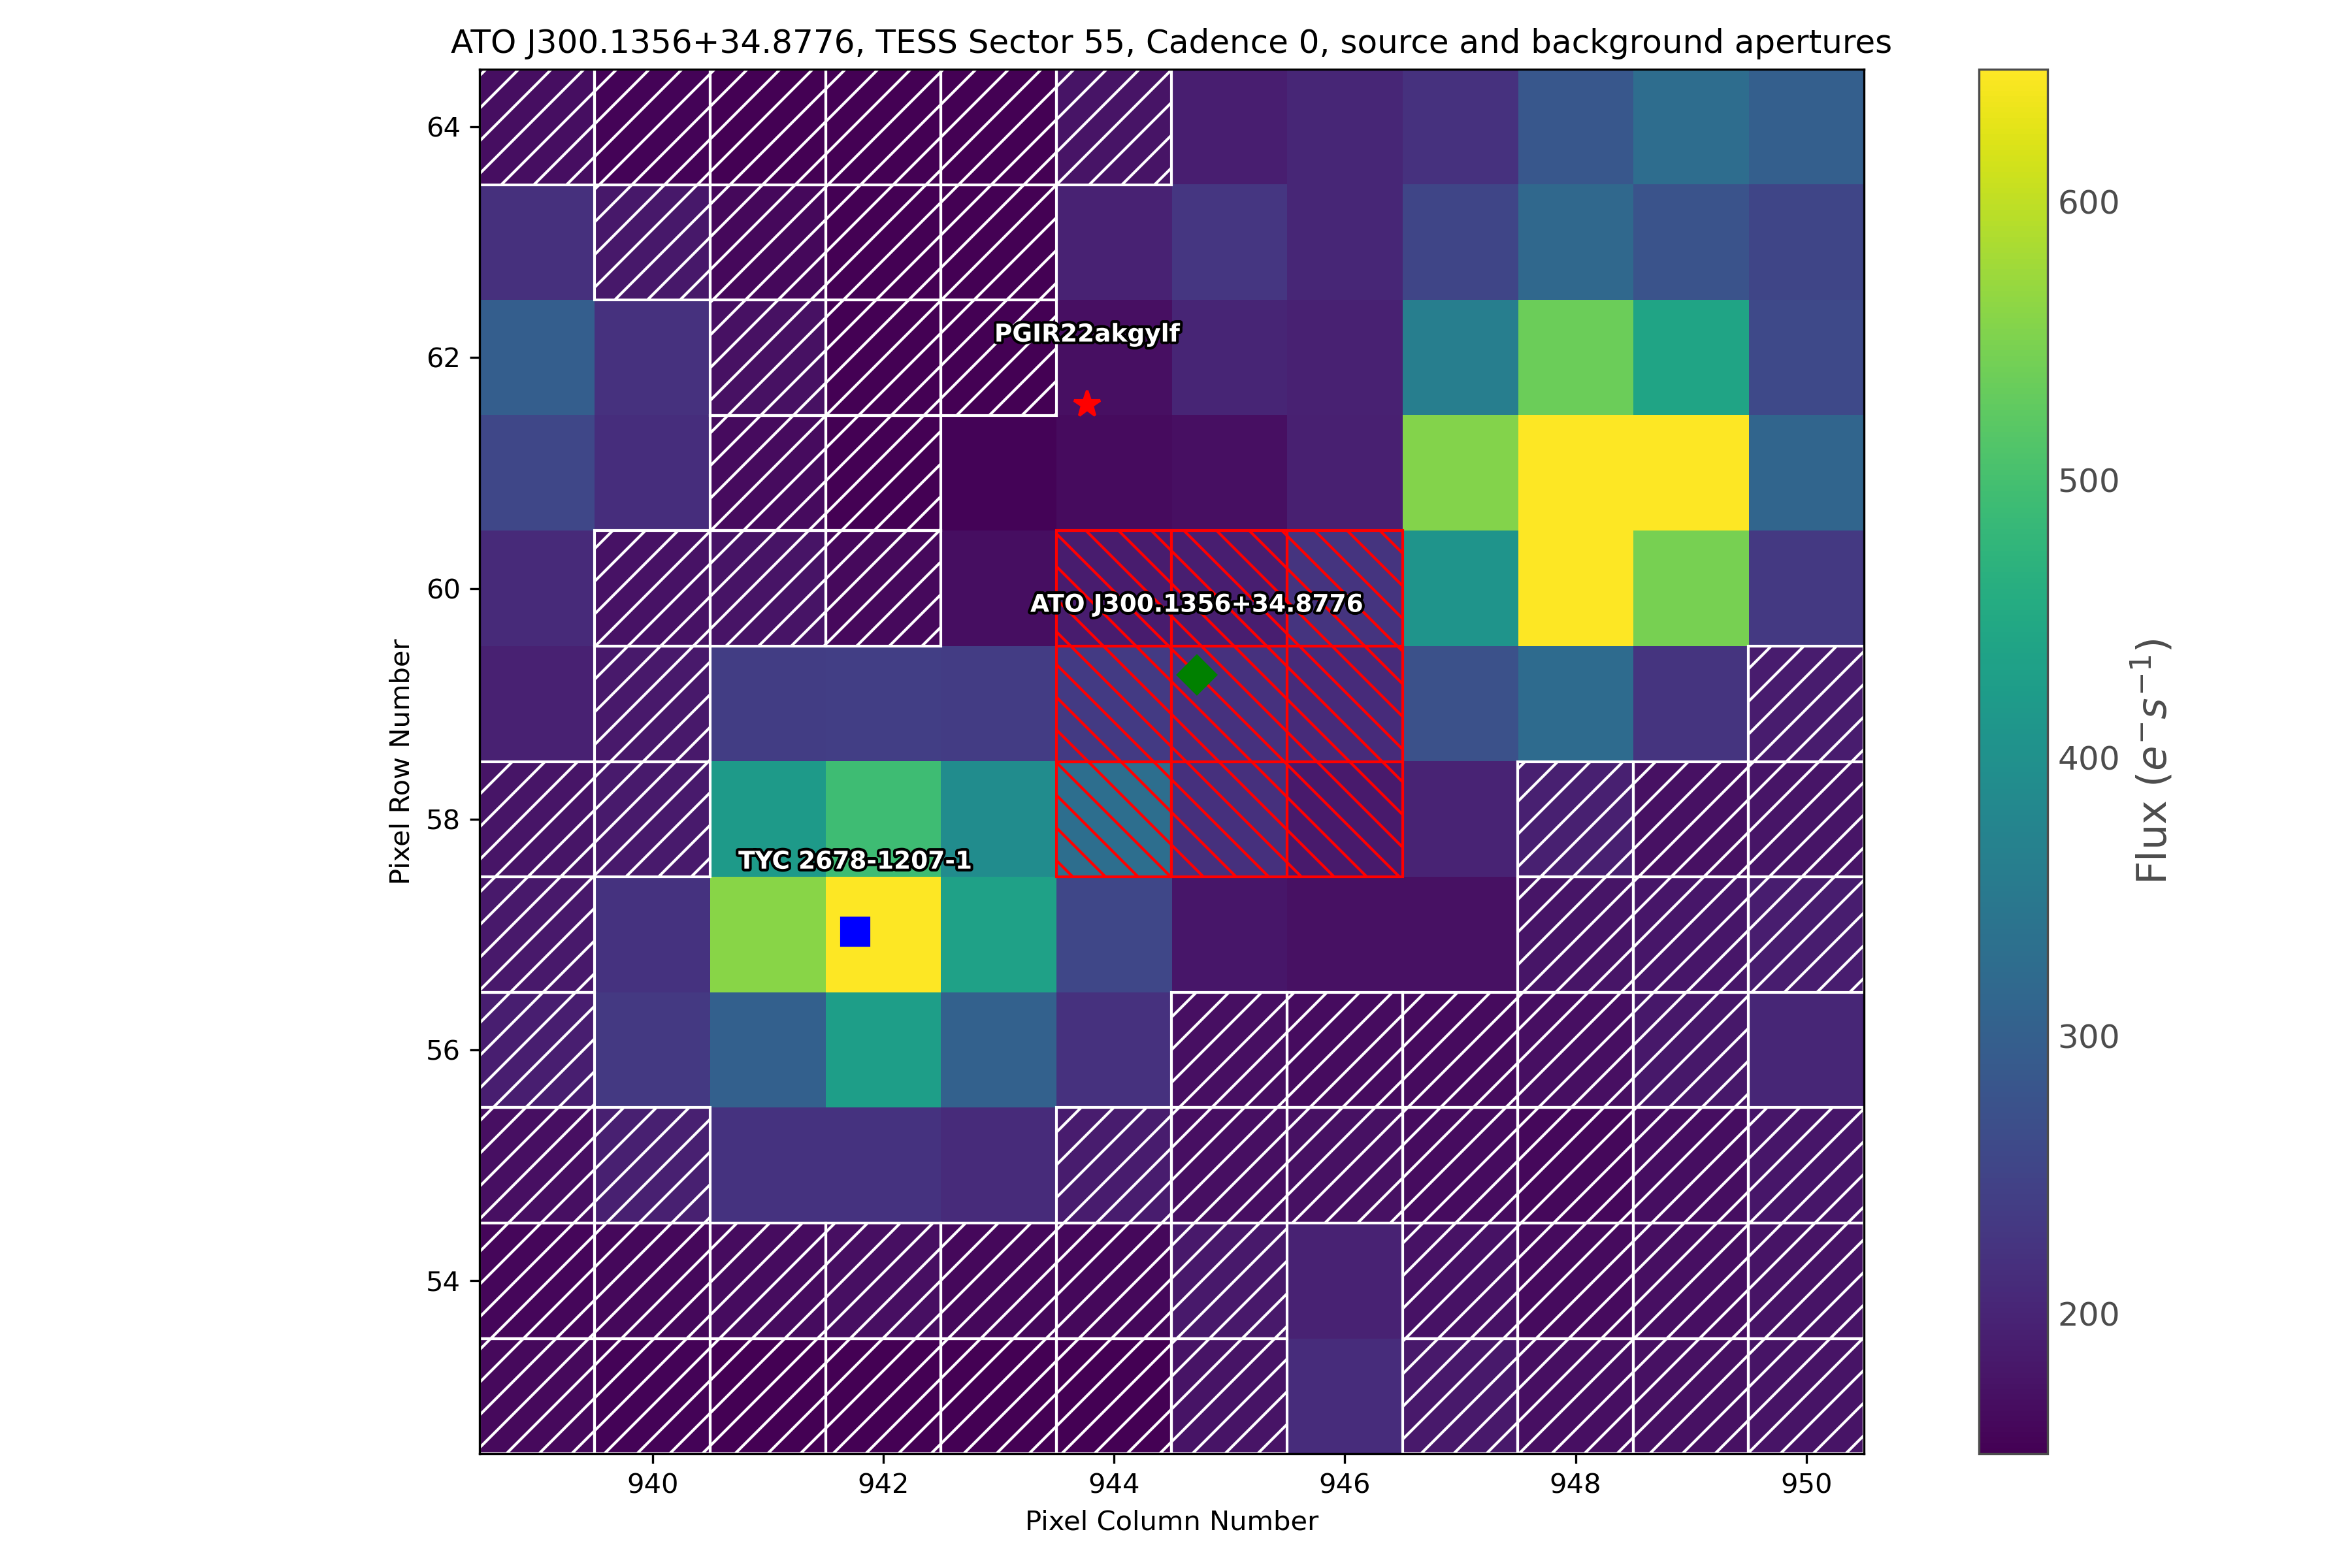 ATO J300.1356+34.8776, TESS Sector 55, Cadence 0, source and background apertures
64
62
60
58
56
54
Pixel Row Number
PGIR22akgylf
ATO J300.1356+34.8776
TYC 2678-1207-1
940 942 944 946 948 950
Pixel Column Number
600
500
400
300
200
Flux (e⁻s⁻¹)